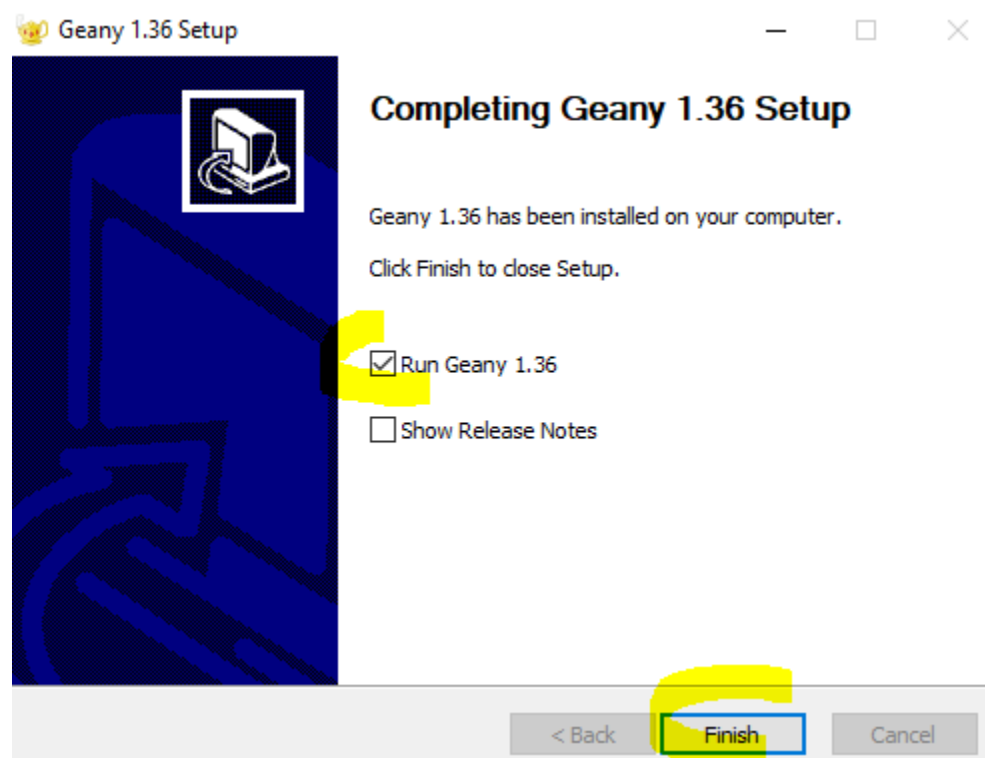 Geany 1.36 Setup
Completing Geany 1.36 Setup
Geany 1.36 has been installed on your computer.
Click Finish to close Setup.
Run Geany 1.36
Show Release Notes
< Back Finish Cancel